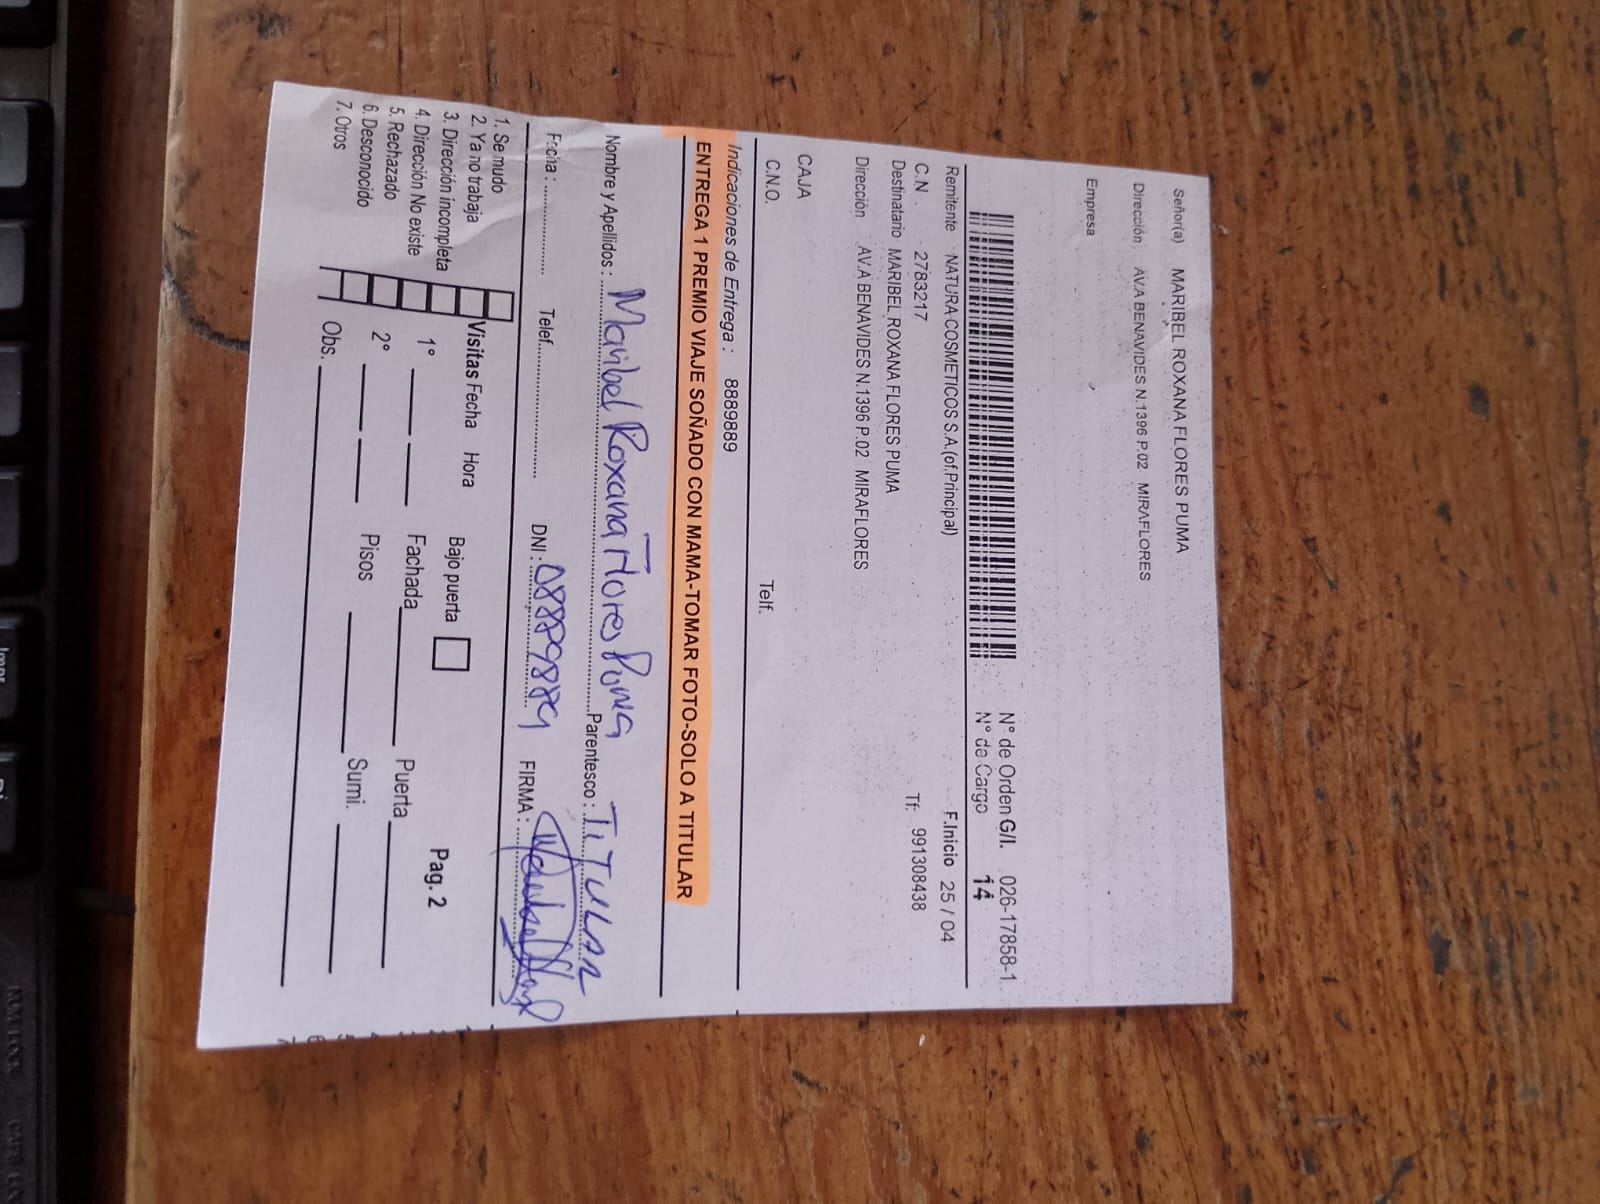 Señor(a) MARIBEL ROXANA FLORES PUMA
Dirección: AV.A BENAVIDES N.1396 P.02 MIRAFLORES
Empresa
N° de Orden G/I. 026-17858-1
N° de Cargo 14
Remitente NATURA COSMETICOS S.A.(of.Principal) F.Inicio 25 / 04
C.N. 2783217 Tf: 991308438
Destinatario MARIBEL ROXANA FLORES PUMA
Dirección AV.A BENAVIDES N.1396 P.02 MIRAFLORES
CAJA
C.N.O. Telf.
Indicaciones de Entrega : 8889889
ENTREGA 1 PREMIO VIAJE SOÑADO CON MAMA-TOMAR FOTO-SOLO A TITULAR
Nombre y Apellidos : Maribel Roxana Flores Puma Parentesco : TITULAR
Fecha : Telef. DNI : 08889889 FIRMA :
1. Se mudo
2. Ya no trabaja
3. Dirección incompleta
4. Dirección No existe
5. Rechazado
6. Desconocido
7. Otros
Visitas Fecha Hora Bajo puerta Pag. 2
1° Fachada Puerta
2° Pisos Sumi.
Obs.
NUM LOCK